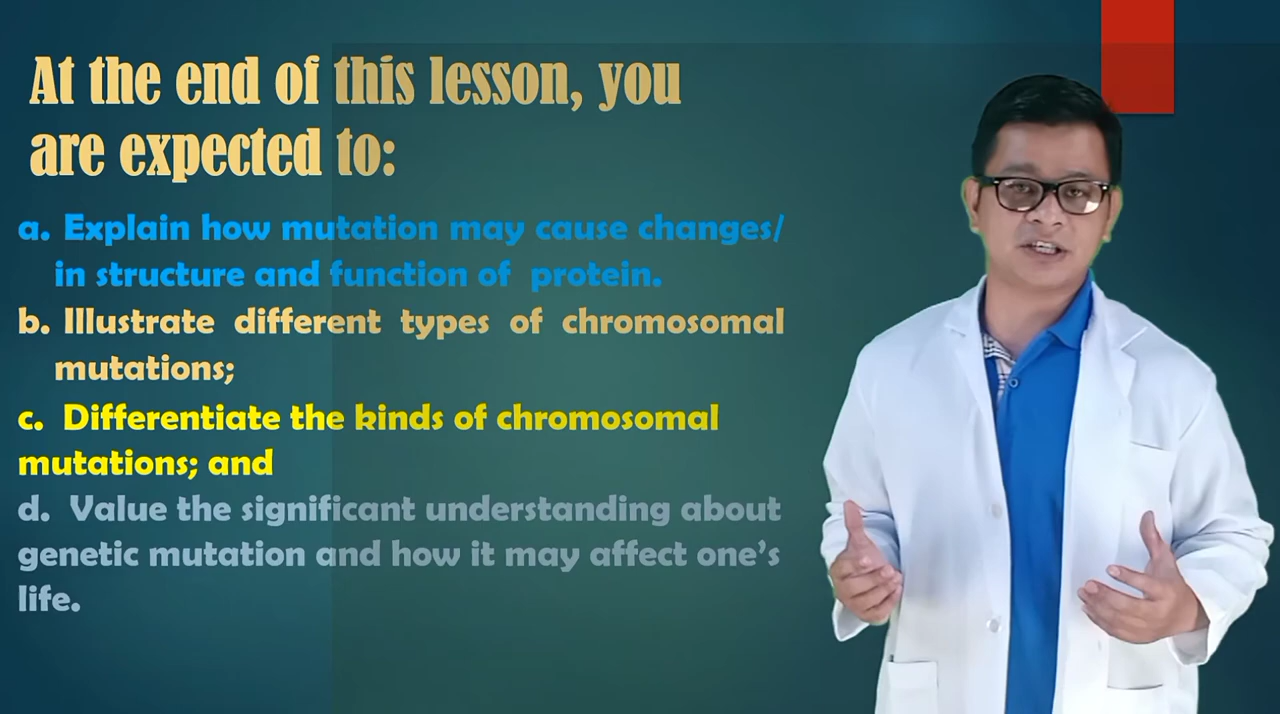 At the end of this lesson, you
are expected to:
a. Explain how mutation may cause changes/
in structure and function of protein.
b. Illustrate different types of chromosomal
mutations;
c. Differentiate the kinds of chromosomal
mutations; and
d. Value the significant understanding about
genetic mutation and how it may affect one's
life.